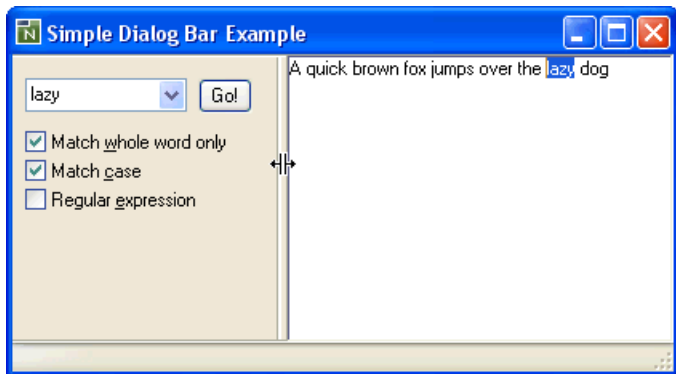 Simple Dialog Bar Example
A quick brown fox jumps over the lazy dog
lazy
Go!
Match whole word only
Match case
Regular expression